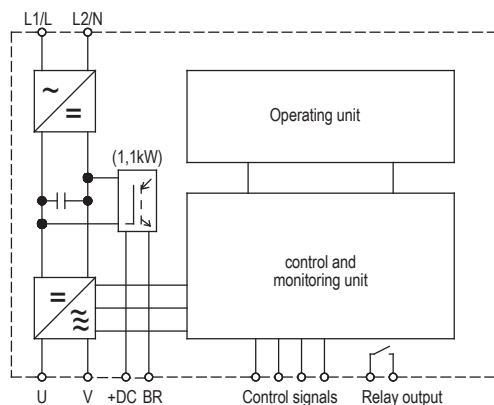 L1/L L2/N
Operating unit
(1,1kW)
control and
monitoring unit
U V +DC BR Control signals Relay output